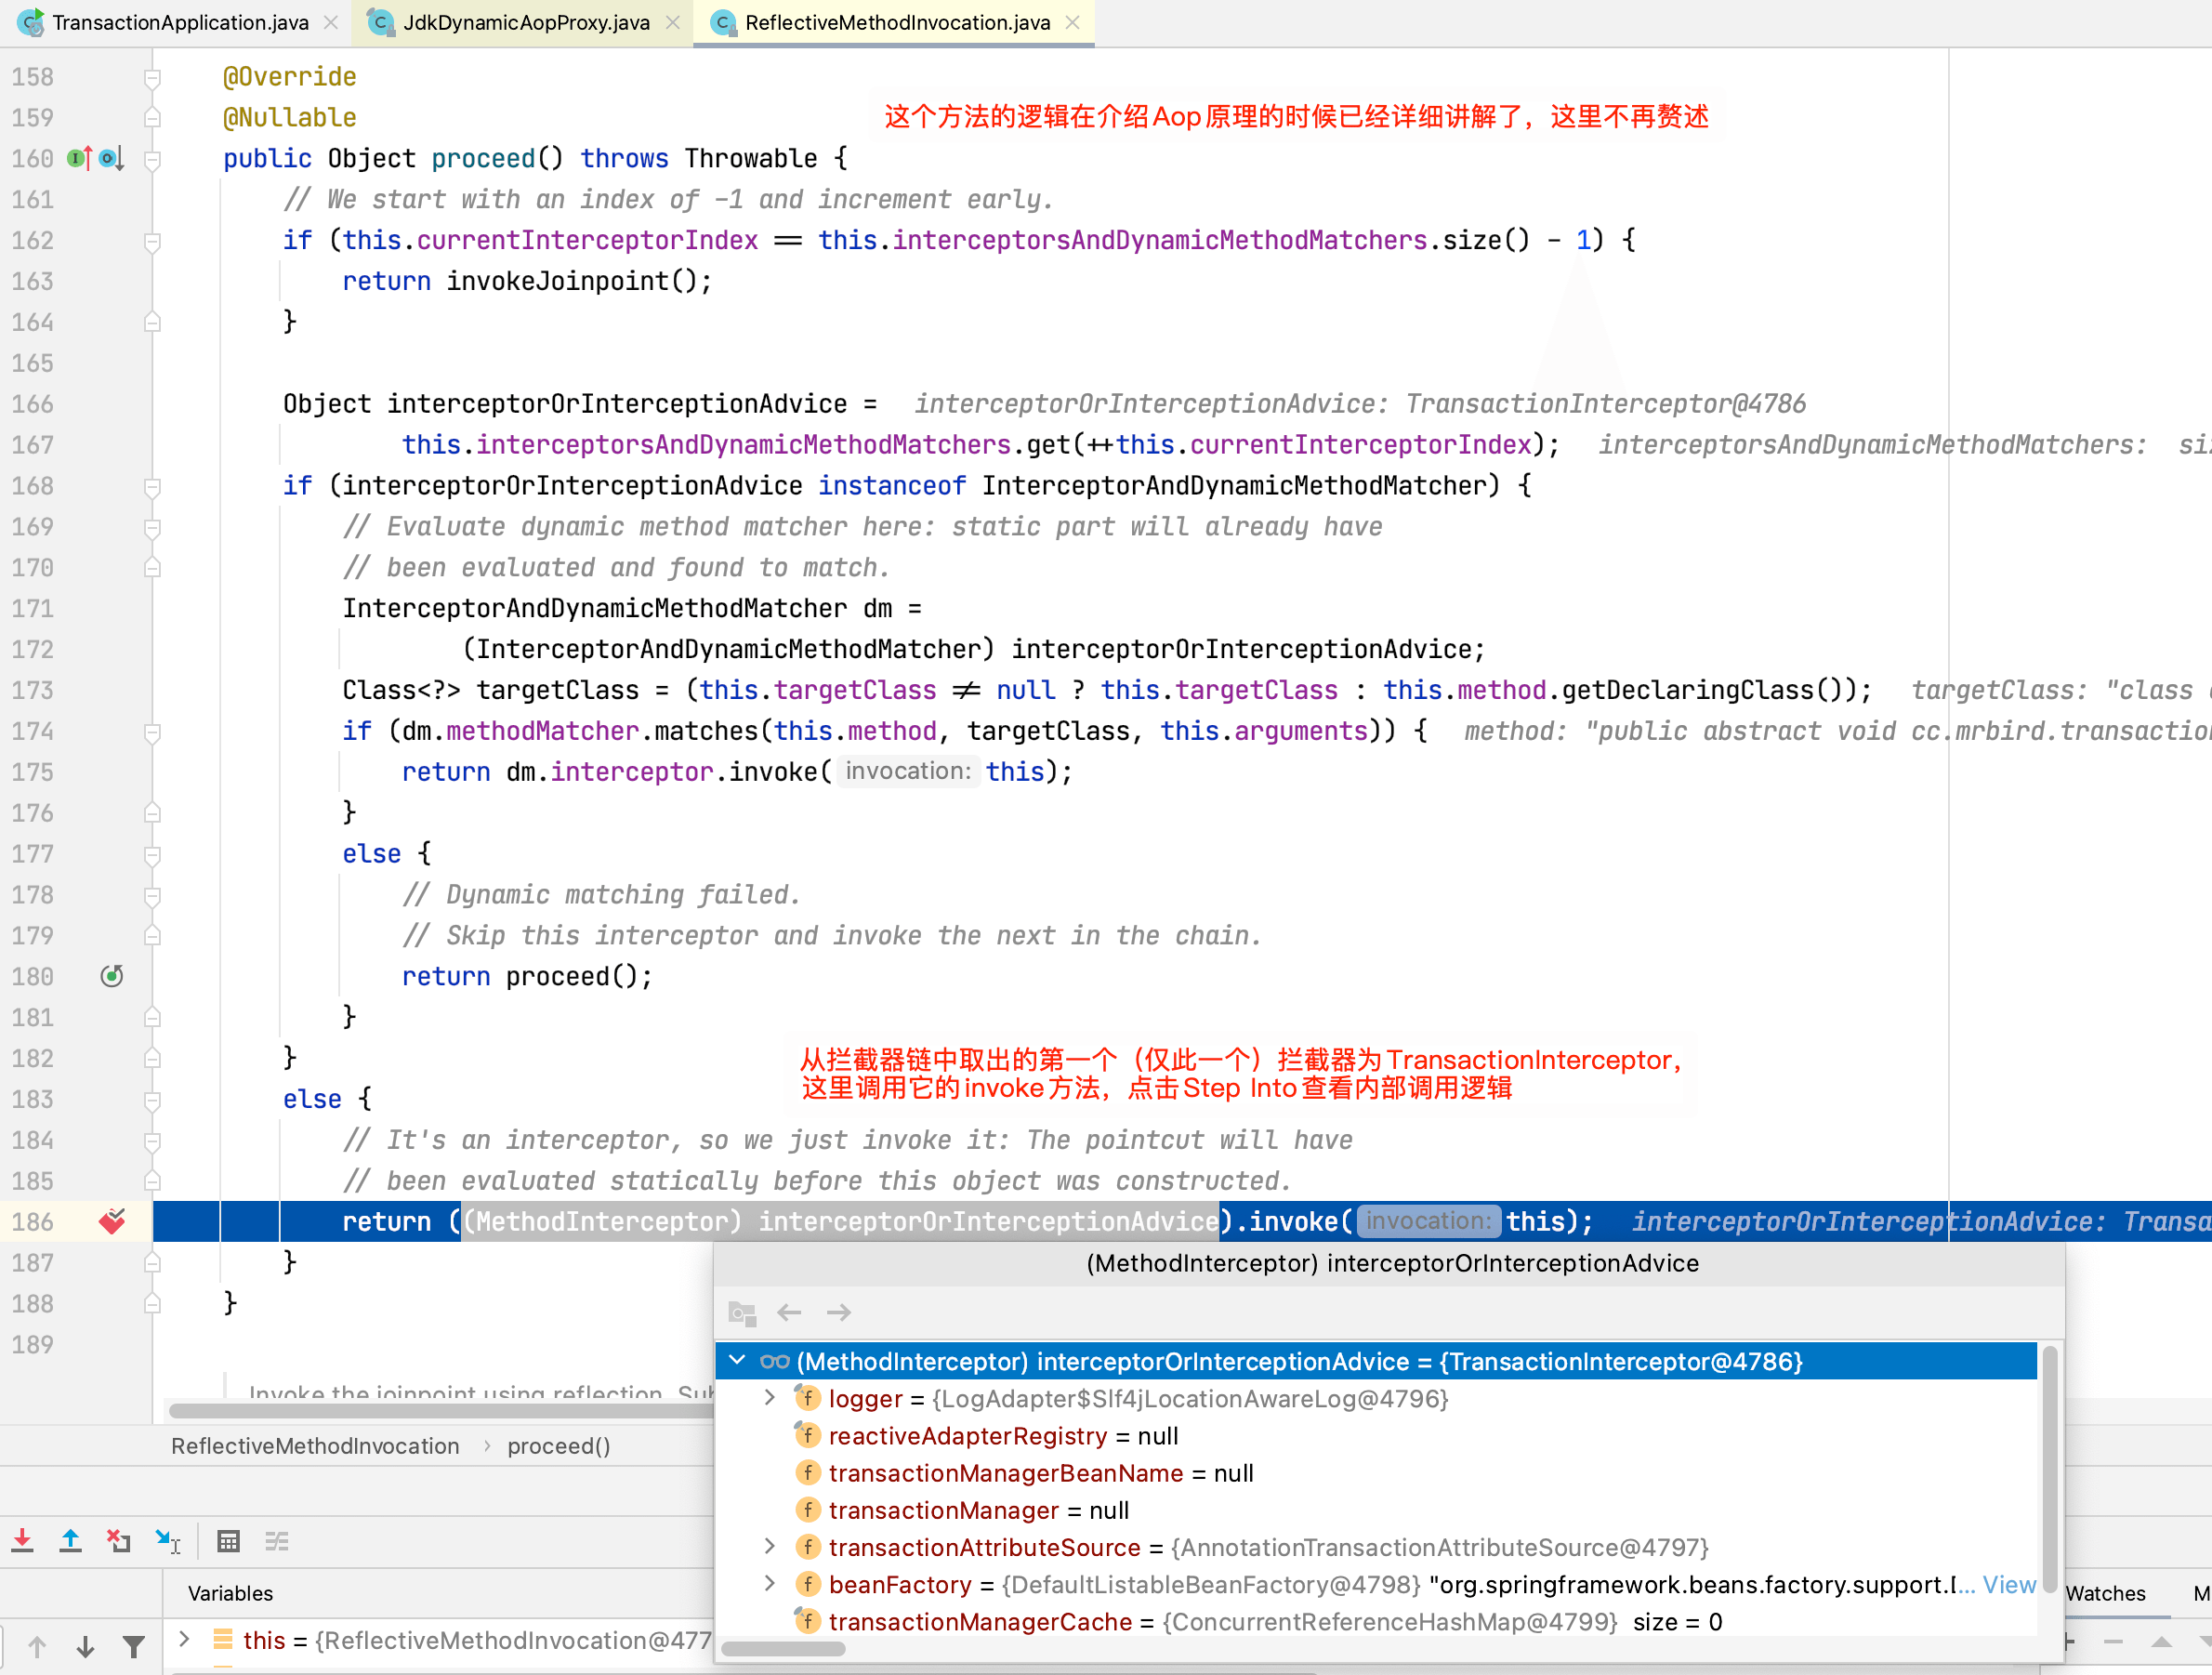 TransactionApplication.java JdkDynamicAopProxy.java ReflectiveMethodInvocation.java
158 @Override
159 @Nullable
这个方法的逻辑在介绍Aop原理的时候已经详细讲解了，这里不再赘述
160 public Object proceed() throws Throwable {
161 // We start with an index of -1 and increment early.
162 if (this.currentInterceptorIndex == this.interceptorsAndDynamicMethodMatchers.size() - 1) {
163 return invokeJoinpoint();
164 }
165
166 Object interceptorOrInterceptionAdvice = interceptorOrInterceptionAdvice: TransactionInterceptor@4786
167 this.interceptorsAndDynamicMethodMatchers.get(++this.currentInterceptorIndex); interceptorsAndDynamicMethodMatchers:
168 if (interceptorOrInterceptionAdvice instanceof InterceptorAndDynamicMethodMatcher) {
169 // Evaluate dynamic method matcher here: static part will already have
170 // been evaluated and found to match.
171 InterceptorAndDynamicMethodMatcher dm =
172 (InterceptorAndDynamicMethodMatcher) interceptorOrInterceptionAdvice;
173 Class<?> targetClass = (this.targetClass != null ? this.targetClass : this.method.getDeclaringClass()); targetClass: "class
174 if (dm.methodMatcher.matches(this.method, targetClass, this.arguments)) { method: "public abstract void cc.mrbird.transaction
175 return dm.interceptor.invoke( invocation: this);
176 }
177 else {
178 // Dynamic matching failed.
179 // Skip this interceptor and invoke the next in the chain.
180 return proceed();
181 }
182 }
从拦截器链中取出的第一个（仅此一个）拦截器为TransactionInterceptor，
这里调用它的invoke方法，点击Step Into查看内部调用逻辑
183 else {
184 // It's an interceptor, so we just invoke it: The pointcut will have
185 // been evaluated statically before this object was constructed.
186 return ((MethodInterceptor) interceptorOrInterceptionAdvice).invoke( invocation: this); interceptorOrInterceptionAdvice: Transa
187 }
188 }
189
Invoke the joinpoint using reflection.
(MethodInterceptor) interceptorOrInterceptionAdvice
(MethodInterceptor) interceptorOrInterceptionAdvice = {TransactionInterceptor@4786}
logger = {LogAdapter$Slf4jLocationAwareLog@4796}
reactiveAdapterRegistry = null
transactionManagerBeanName = null
transactionManager = null
transactionAttributeSource = {AnnotationTransactionAttributeSource@4797}
beanFactory = {DefaultListableBeanFactory@4798} "org.springframework.beans.factory.support.... View
transactionManagerCache = {ConcurrentReferenceHashMap@4799} size = 0
ReflectiveMethodInvocation › proceed()
Variables
Watches
this = {ReflectiveMethodInvocation@477